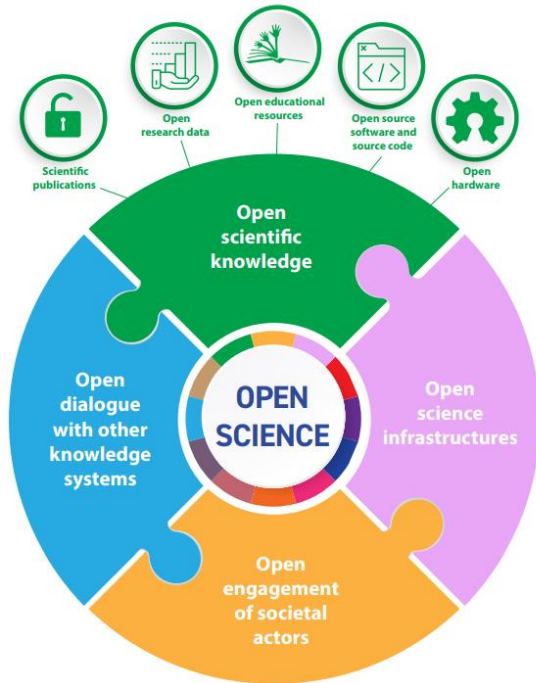 Scientific
publications
Open
research data
Open educational
resources
</>
Open source
software and
source code
Open
hardware
Open
scientific
knowledge
Open
dialogue
with other
knowledge
systems
OPEN
SCIENCE
Open
science
infrastructures
Open
engagement
of societal
actors